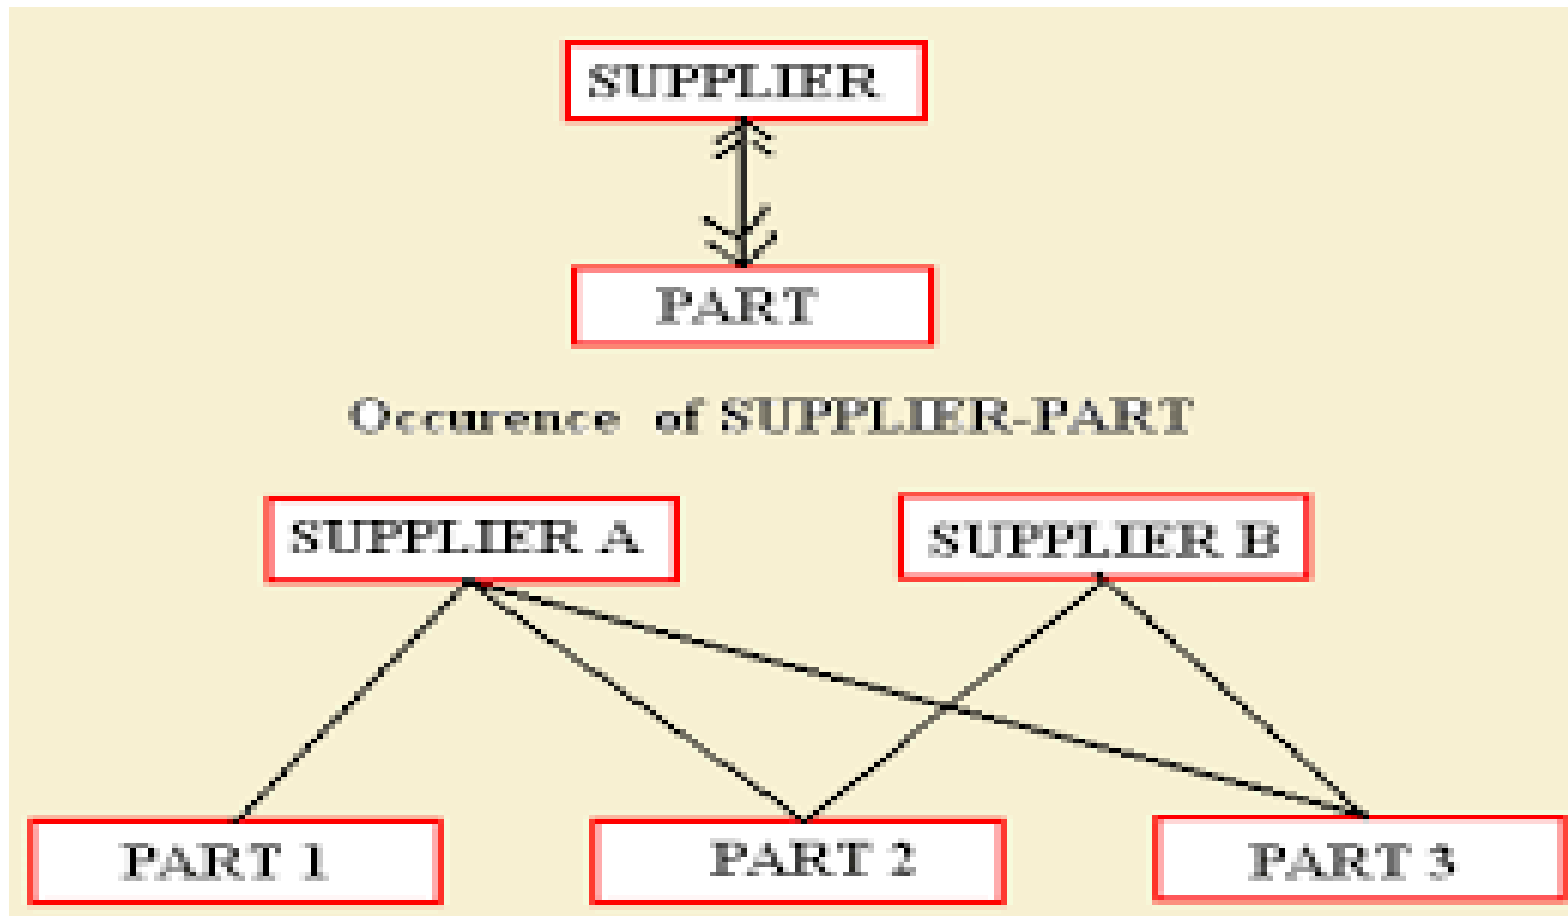 SUPPLIER
PART
Occurence of SUPPLIER-PART
SUPPLIER A
SUPPLIER B
PART 1
PART 2
PART 3